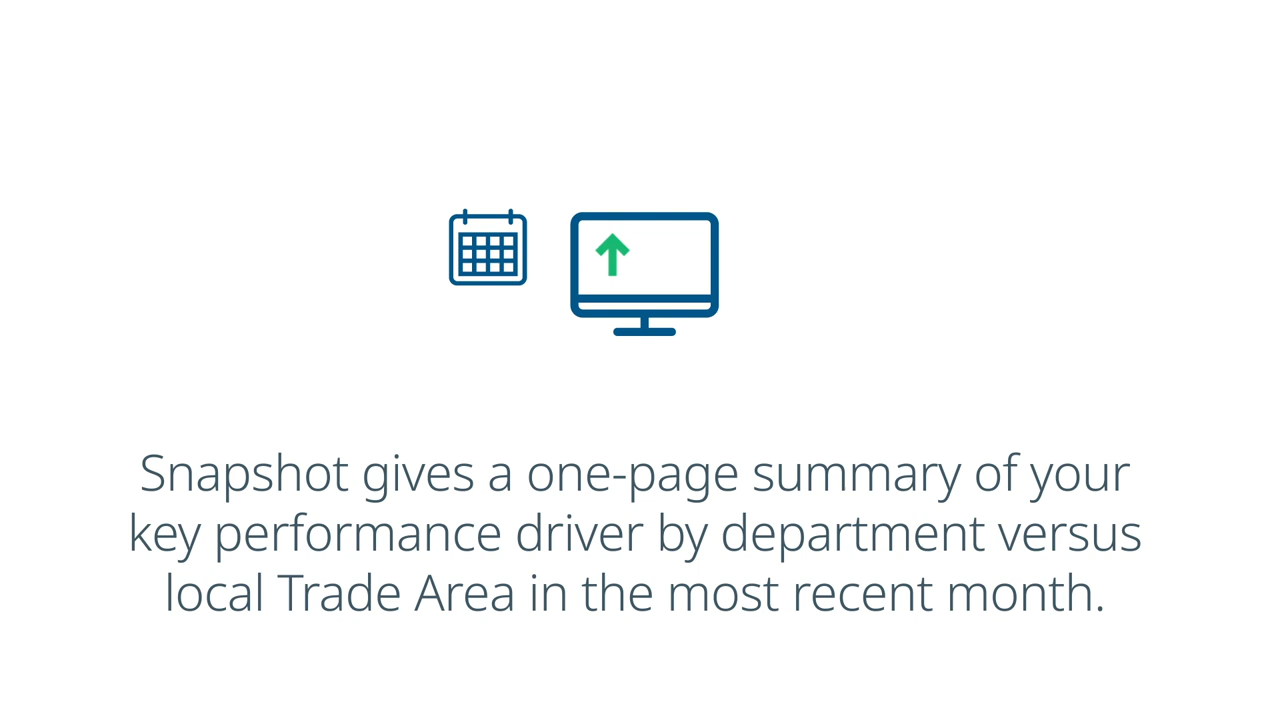 Snapshot gives a one-page summary of your
key performance driver by department versus
local Trade Area in the most recent month.